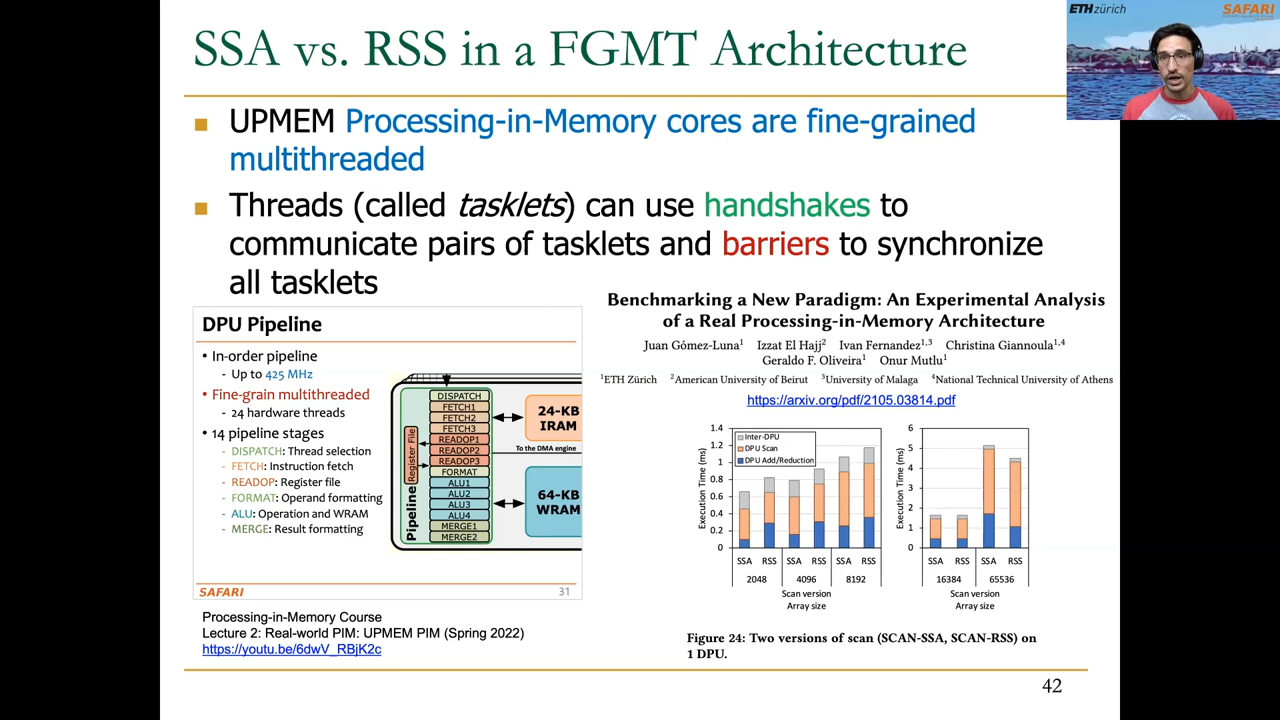 SSA vs. RSS in a FGMT Architecture
ETH zürich
SAFARI
UPMEM Processing-in-Memory cores are fine-grained
multithreaded
Threads (called tasklets) can use handshakes to
communicate pairs of tasklets and barriers to synchronize
all tasklets
DPU Pipeline
• In-order pipeline
- Up to 425 MHz
• Fine-grain multithreaded
- 24 hardware threads
• 14 pipeline stages
- DISPATCH: Thread selection
- FETCH: Instruction fetch
- READOP: Register file
- FORMAT: Operand formatting
- ALU: Operation and WRAM
- MERGE: Result formatting
Pipeline
Register File
DISPATCH
FETCH1
FETCH2
FETCH3
READOP1
READOP2
READOP3
FORMAT
ALU1
ALU2
ALU3
ALU4
MERGE1
MERGE2
24-KB
IRAM
To the DMA engine
64-KB
WRAM
SAFARI
31
Processing-in-Memory Course
Lecture 2: Real-world PIM: UPMEM PIM (Spring 2022)
https://youtu.be/6dwV_RBjK2c
Benchmarking a New Paradigm: An Experimental Analysis
of a Real Processing-in-Memory Architecture
Juan Gómez-Luna1 Izzat El Hajj2 Ivan Fernandez1,3 Christina Giannoula1,4
Geraldo F. Oliveira1 Onur Mutlu1
1ETH Zürich 2American University of Beirut 3University of Malaga 4National Technical University of Athens
https://arxiv.org/pdf/2105.03814.pdf
Execution Time (ms)
1.4
1.2
1
0.8
0.6
0.4
0.2
0
Inter-DPU
DPU Scan
DPU Add/Reduction
SSA RSS SSA RSS SSA RSS
2048 4096 8192
Scan version
Array size
Execution Time (ms)
6
5
4
3
2
1
0
SSA RSS SSA RSS
16384 65536
Scan version
Array size
Figure 24: Two versions of scan (SCAN-SSA, SCAN-RSS) on
1 DPU.
42